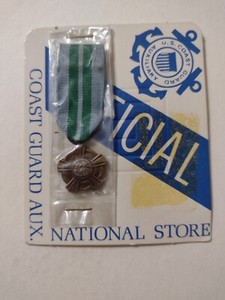 U.S. COAST GUARD
AUXILIARY
FICIAL
COAST GUARD AUX.
NATIONAL STORE